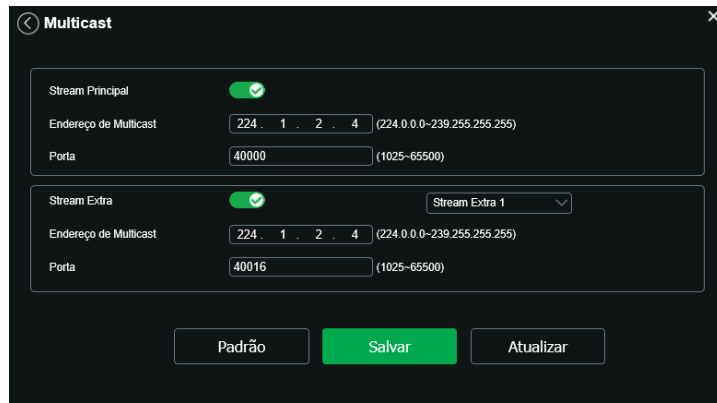 Multicast
Stream Principal
Endereço de Multicast 224 . 1 . 2 . 4 (224.0.0.0~239.255.255.255)
Porta 40000 (1025~65500)
Stream Extra Stream Extra 1
Endereço de Multicast 224 . 1 . 2 . 4 (224.0.0.0~239.255.255.255)
Porta 40016 (1025~65500)
Padrão Salvar Atualizar